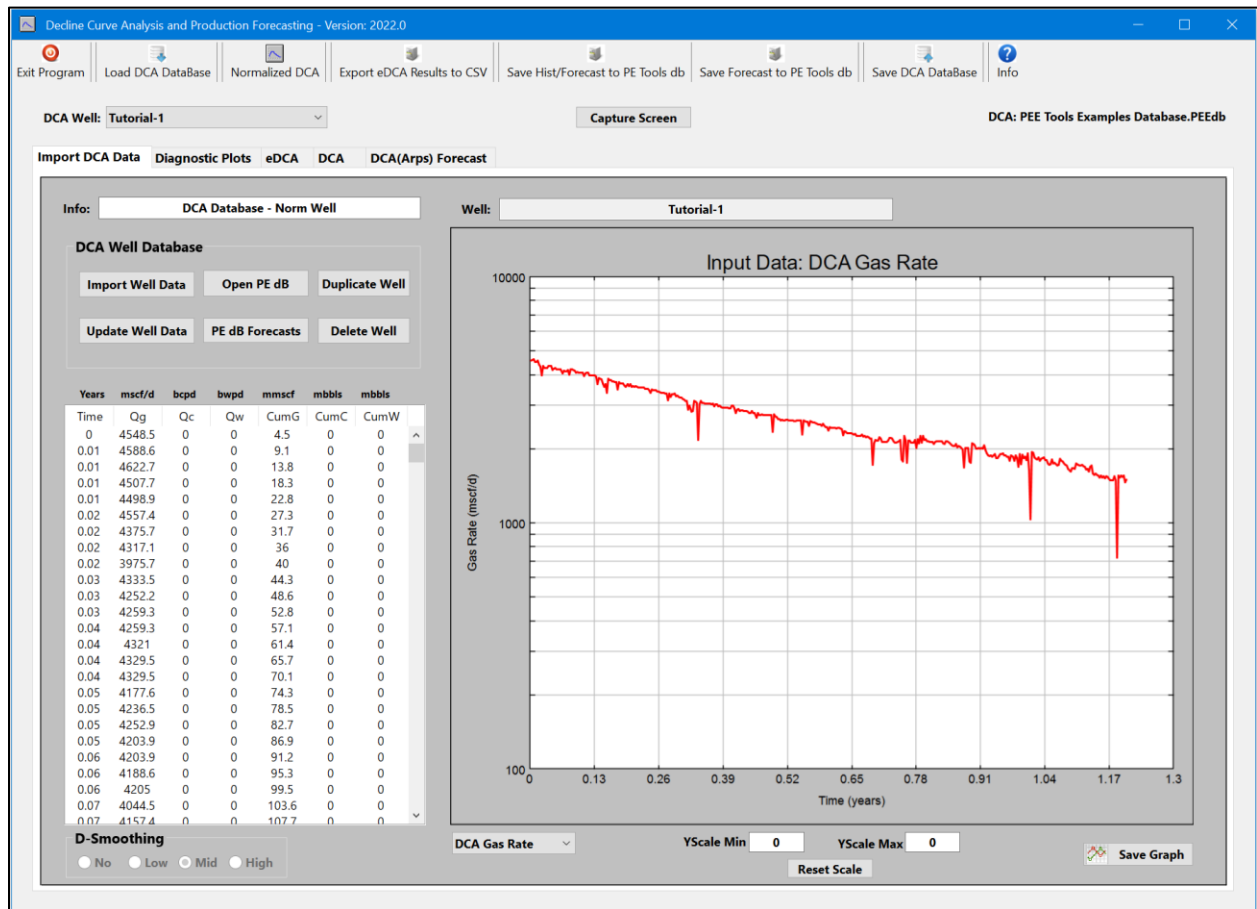 Decline Curve Analysis and Production Forecasting - Version: 2022.0
Exit Program Load DCA DataBase Normalized DCA Export eDCA Results to CSV Save Hist/Forecast to PE Tools db Save Forecast to PE Tools db Save DCA DataBase Info
DCA Well: Tutorial-1 Capture Screen DCA: PEE Tools Examples Database.PEEdb
Import DCA Data Diagnostic Plots eDCA DCA DCA(Arps) Forecast
Info: DCA Database - Norm Well
DCA Well Database
Import Well Data Open PE dB Duplicate Well
Update Well Data PE dB Forecasts Delete Well
Years mscf/d bcpd bwpd mmscf mbbls mbbls
Time Qg Qc Qw CumG CumC CumW
0 4548.5 0 0 4.5 0 0
0.01 4588.6 0 0 9.1 0 0
0.01 4622.7 0 0 13.8 0 0
0.01 4507.7 0 0 18.3 0 0
0.01 4498.9 0 0 22.8 0 0
0.02 4557.4 0 0 27.3 0 0
0.02 4375.7 0 0 31.7 0 0
0.02 4317.1 0 0 36 0 0
0.02 3975.7 0 0 40 0 0
0.03 4333.5 0 0 44.3 0 0
0.03 4252.2 0 0 48.6 0 0
0.03 4259.3 0 0 52.8 0 0
0.04 4259.3 0 0 57.1 0 0
0.04 4321 0 0 61.4 0 0
0.04 4329.5 0 0 65.7 0 0
0.04 4329.5 0 0 70.1 0 0
0.05 4177.6 0 0 74.3 0 0
0.05 4236.5 0 0 78.5 0 0
0.05 4252.9 0 0 82.7 0 0
0.05 4203.9 0 0 86.9 0 0
0.06 4203.9 0 0 91.2 0 0
0.06 4188.6 0 0 95.3 0 0
0.06 4205 0 0 99.5 0 0
0.07 4044.5 0 0 103.6 0 0
0.07 4157.4 0 0 107.7 0 0
D-Smoothing
No Low Mid High
Well: Tutorial-1
Input Data: DCA Gas Rate
10000
1000
100
Gas Rate (mscf/d)
0 0.13 0.26 0.39 0.52 0.65 0.78 0.91 1.04 1.17 1.3
Time (years)
DCA Gas Rate YScale Min 0 YScale Max 0
Reset Scale
Save Graph